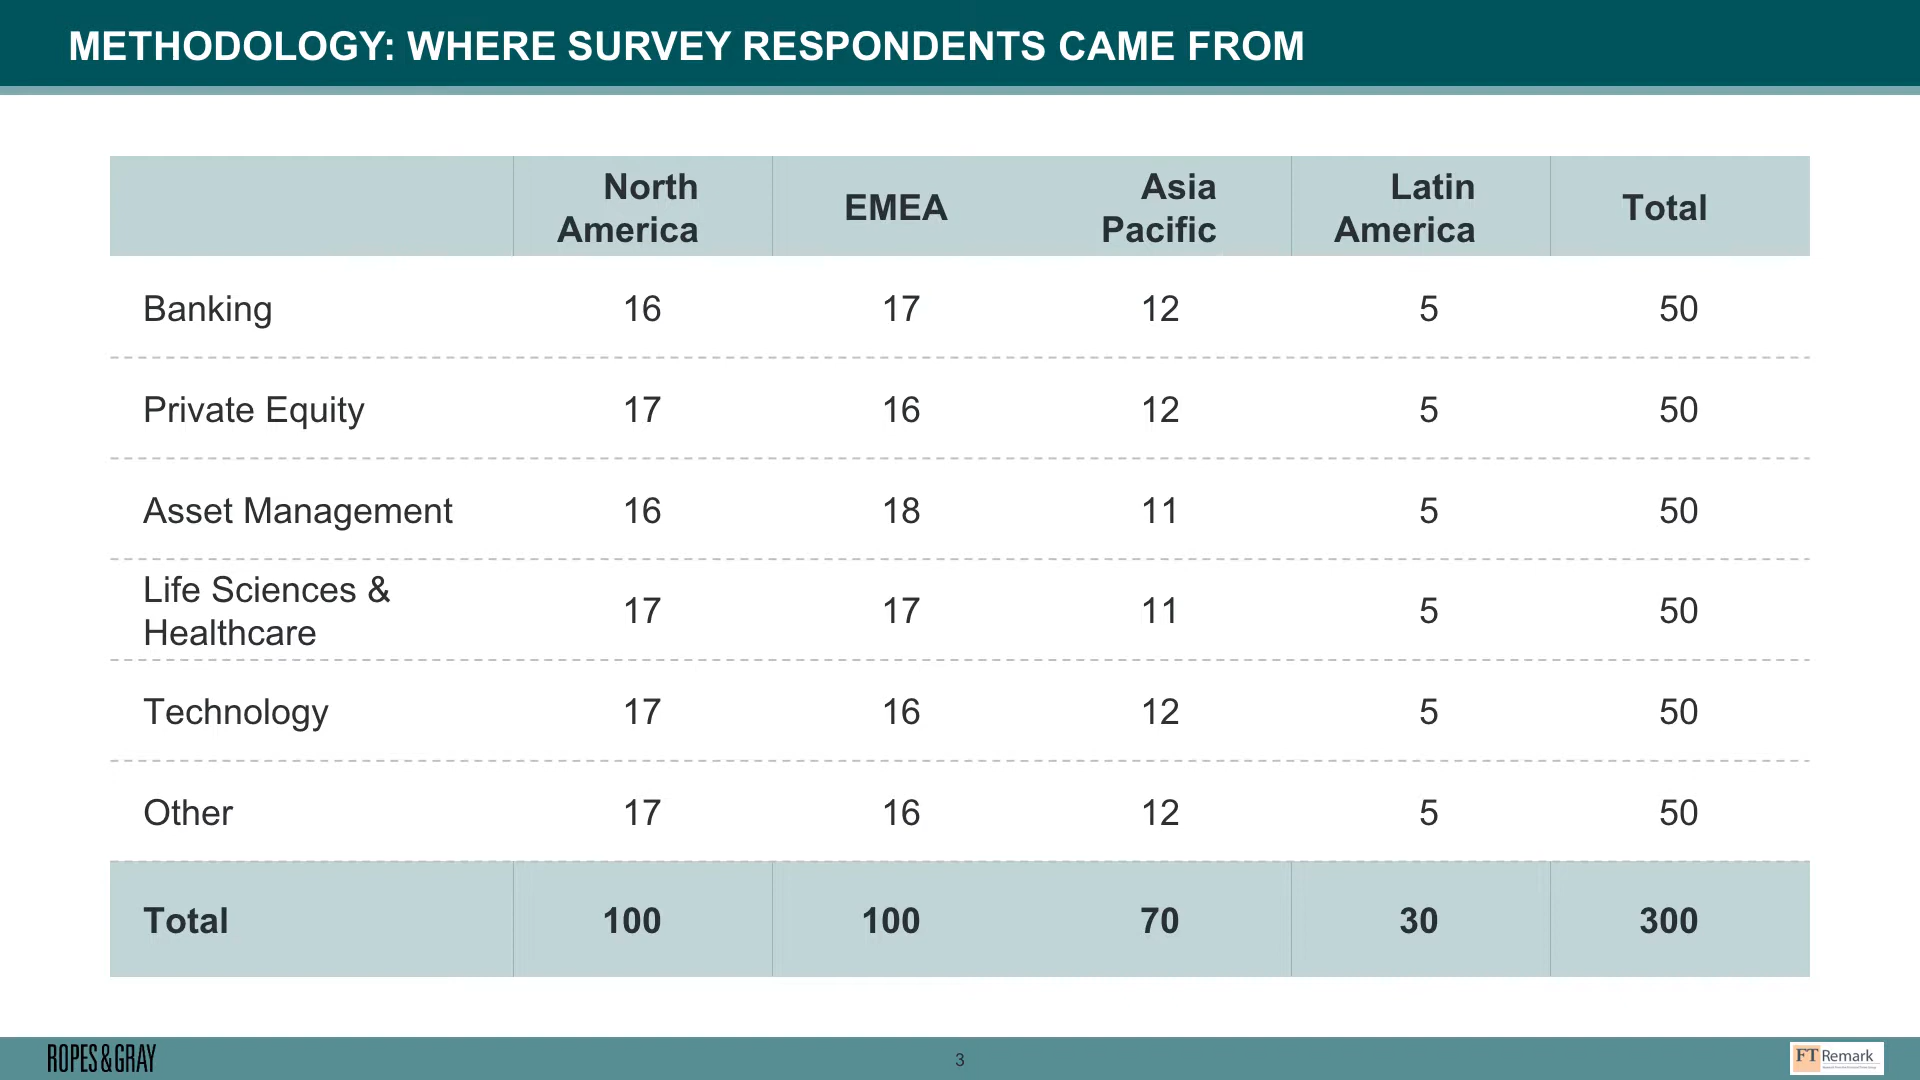 METHODOLOGY: WHERE SURVEY RESPONDENTS CAME FROM
North America EMEA Asia Pacific Latin America Total
Banking 16 17 12 5 50
Private Equity 17 16 12 5 50
Asset Management 16 18 11 5 50
Life Sciences & Healthcare 17 17 11 5 50
Technology 17 16 12 5 50
Other 17 16 12 5 50
Total 100 100 70 30 300
ROPES & GRAY 3 FT Remark